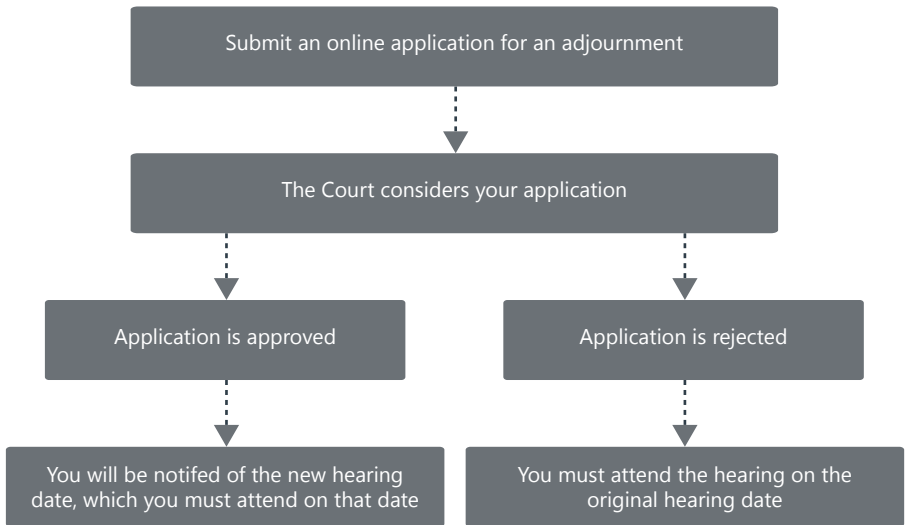 Submit an online application for an adjournment
The Court considers your application
Application is approved
Application is rejected
You will be notifed of the new hearing
date, which you must attend on that date
You must attend the hearing on the
original hearing date